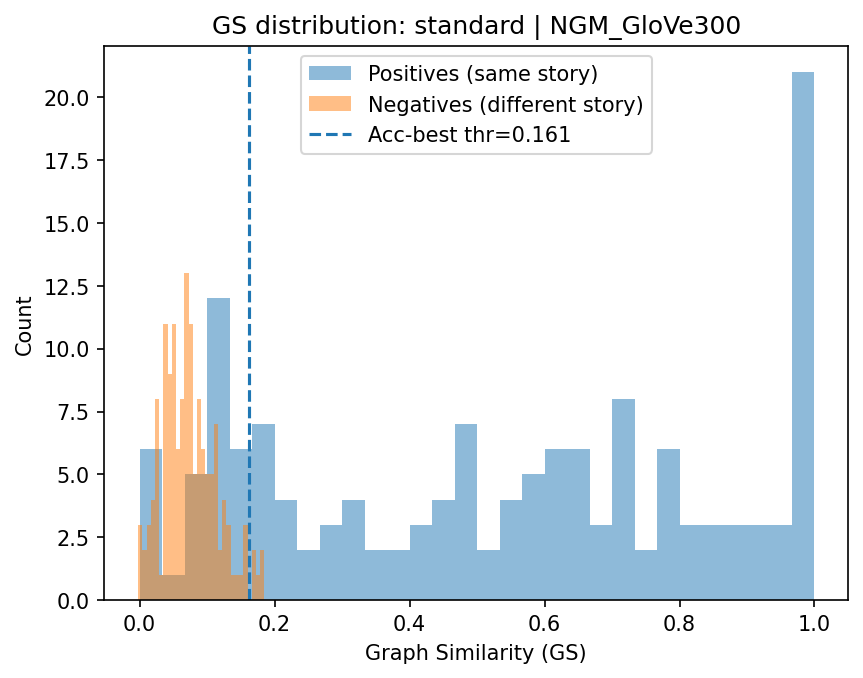 GS distribution: standard | NGM_GloVe300
Positives (same story)
Negatives (different story)
Acc-best thr=0.161
Count
20.0
17.5
15.0
12.5
10.0
7.5
5.0
2.5
0.0
0.0 0.2 0.4 0.6 0.8 1.0
Graph Similarity (GS)